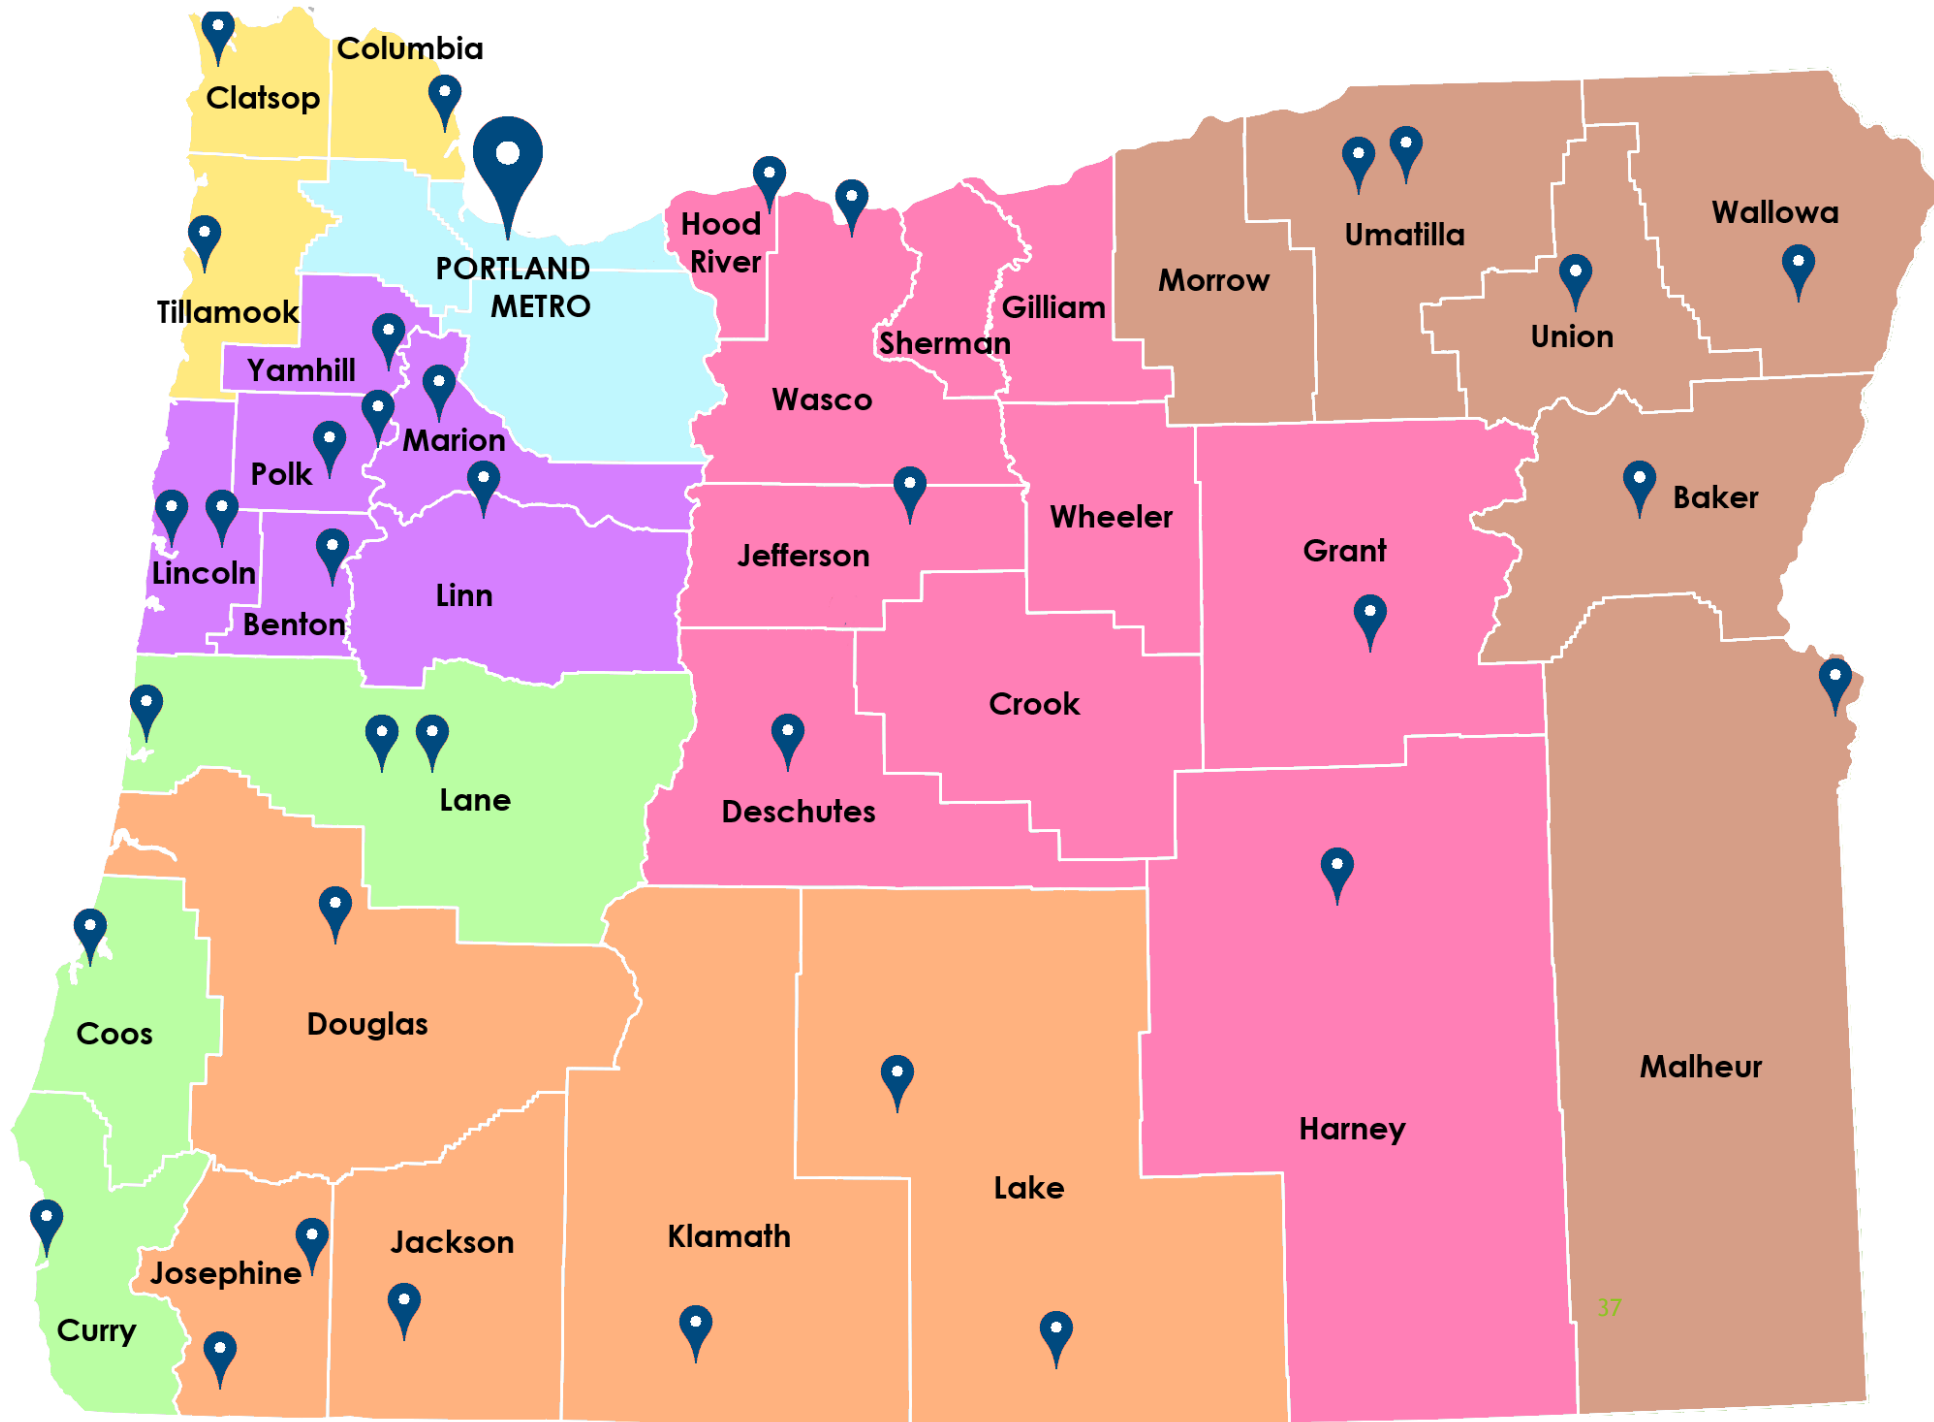 Columbia
Clatsop
PORTLAND
METRO
Tillamook
Yamhill
Marion
Polk
Lincoln
Benton
Linn
Hood
River
Wasco
Sherman
Gilliam
Morrow
Umatilla
Union
Wallowa
Baker
Jefferson
Wheeler
Grant
Crook
Deschutes
Lane
Coos
Douglas
Curry
Josephine
Jackson
Klamath
Lake
Harney
Malheur
37